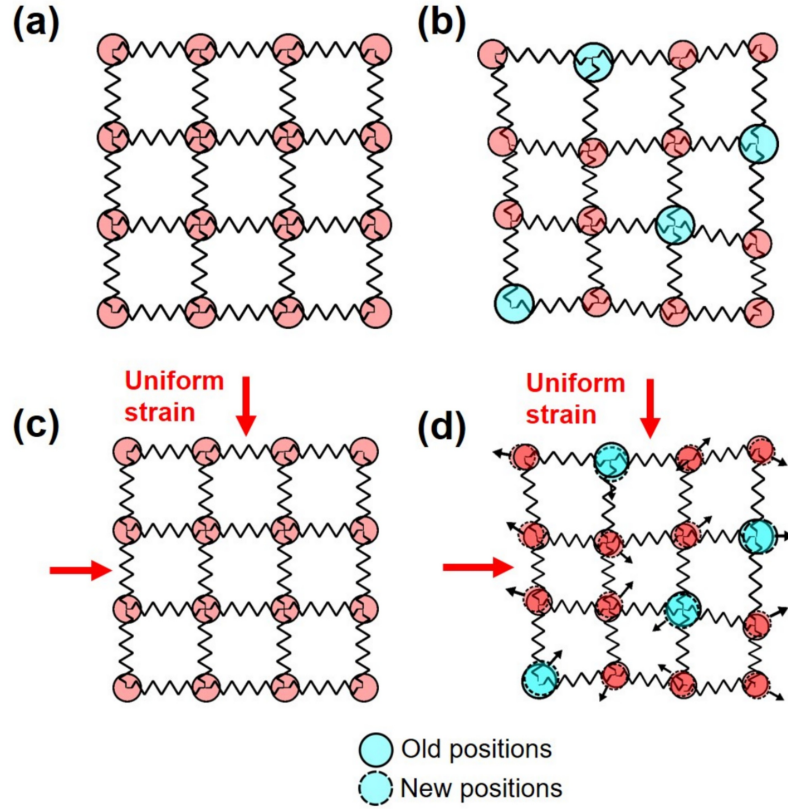 (a)
(b)
Uniform
strain
(c)
Uniform
strain
(d)
Old positions
New positions